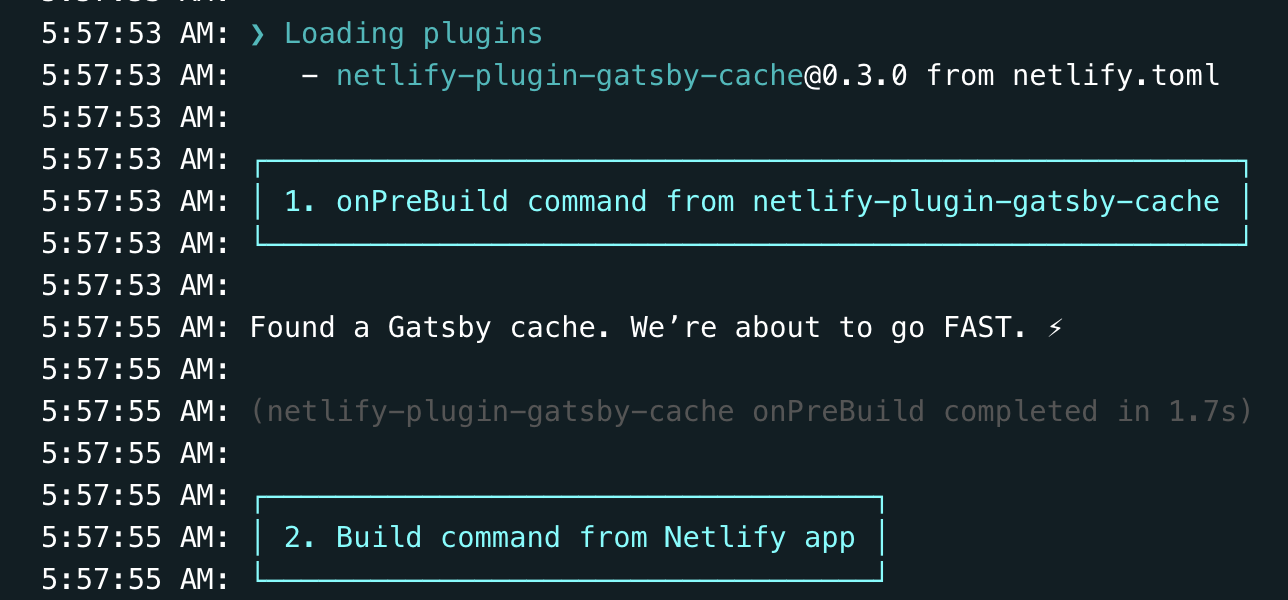 5:57:53 AM: ❯ Loading plugins
5:57:53 AM:    – netlify-plugin-gatsby-cache@0.3.0 from netlify.toml
5:57:53 AM:
5:57:53 AM:
5:57:53 AM: 1. onPreBuild command from netlify-plugin-gatsby-cache
5:57:53 AM:
5:57:53 AM:
5:57:55 AM: Found a Gatsby cache. We’re about to go FAST. ⚡
5:57:55 AM:
5:57:55 AM: (netlify-plugin-gatsby-cache onPreBuild completed in 1.7s)
5:57:55 AM:
5:57:55 AM:
5:57:55 AM: 2. Build command from Netlify app
5:57:55 AM: